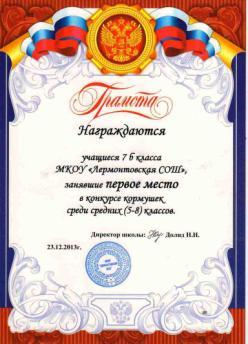 Грамота
Награждаются
учащиеся 7 б класса
МКОУ «Лермонтовская СОШ»,
занявшие первое место
в конкурсе кормушек
среди средних (5-8) классов.
Директор школы: Долид Н.Н.
23.12.2013г.